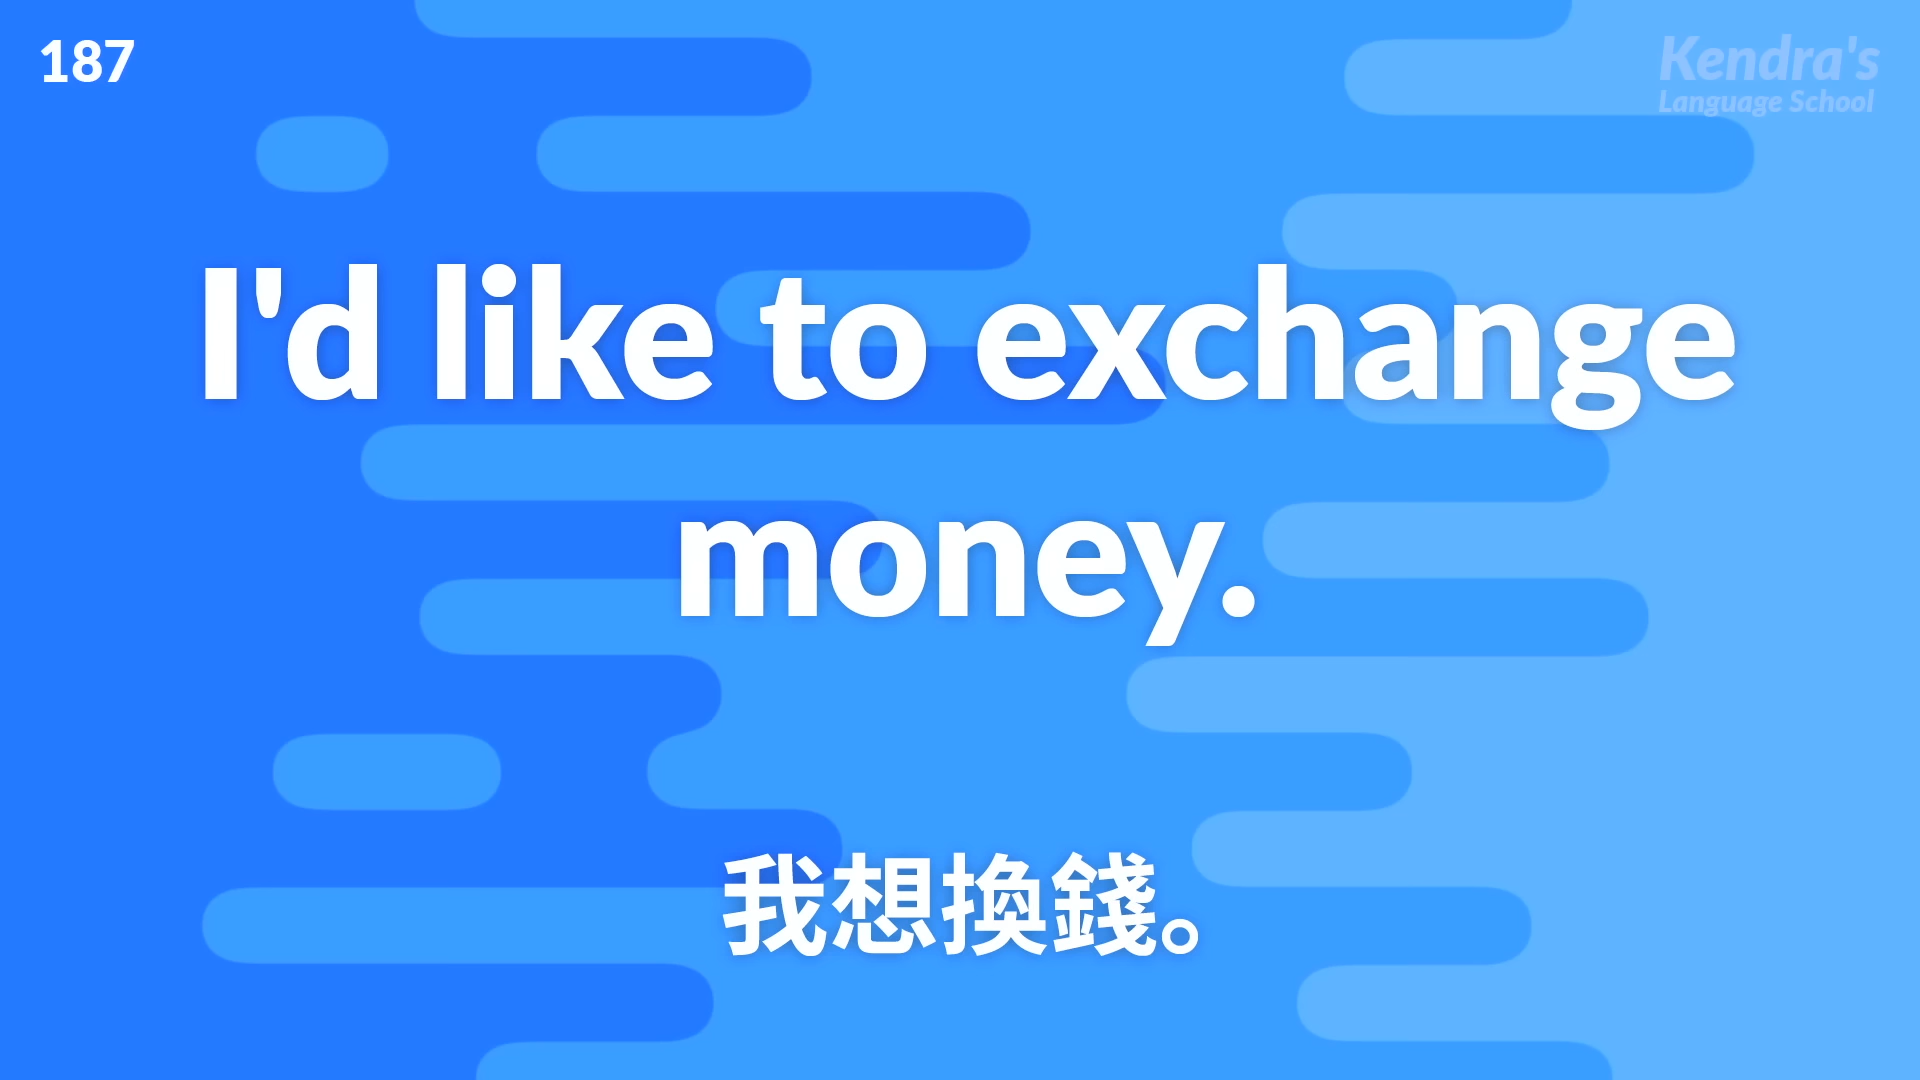 187
Kendra's
Language School
I'd like to exchange
money.
我想換錢。